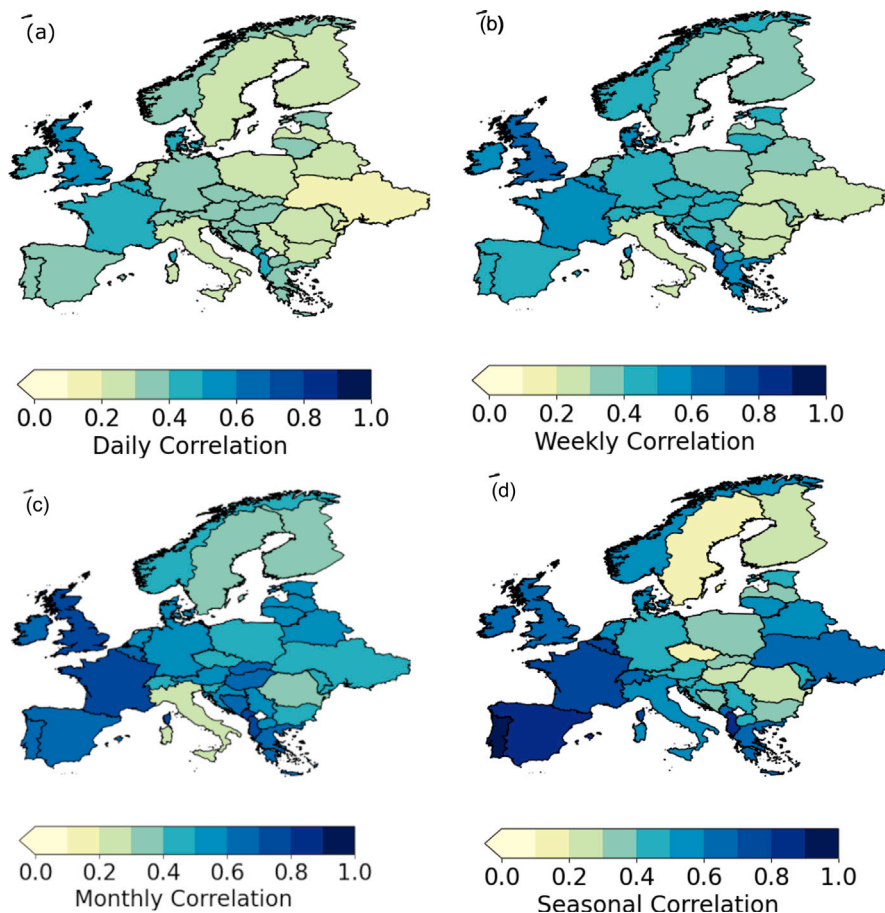 (a)
(b)
0.0 0.2 0.4 0.6 0.8 1.0
Daily Correlation
0.0 0.2 0.4 0.6 0.8 1.0
Weekly Correlation
(c)
(d)
0.0 0.2 0.4 0.6 0.8 1.0
Monthly Correlation
0.0 0.2 0.4 0.6 0.8 1.0
Seasonal Correlation